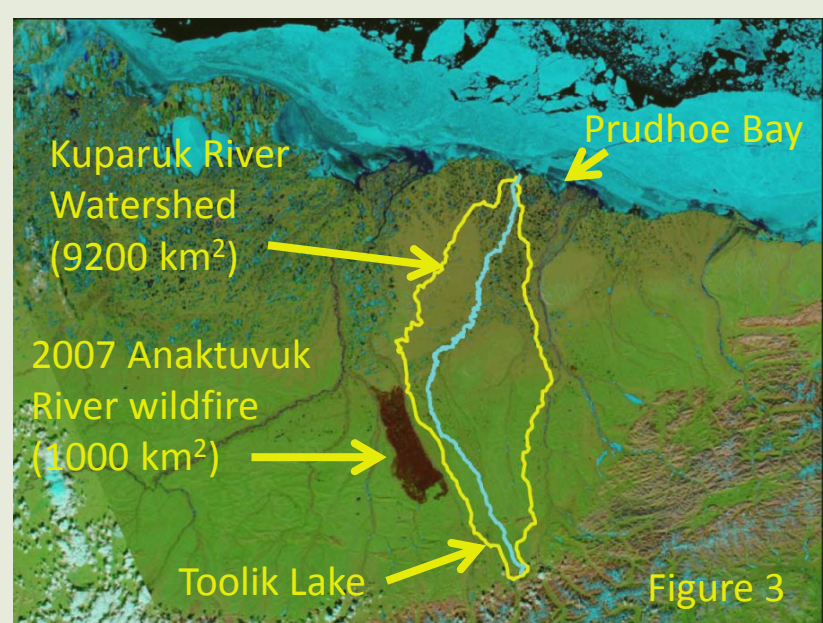 Prudhoe Bay
Kuparuk River
Watershed
(9200 km²)
2007 Anaktuvuk
River wildfire
(1000 km²)
Toolik Lake
Figure 3